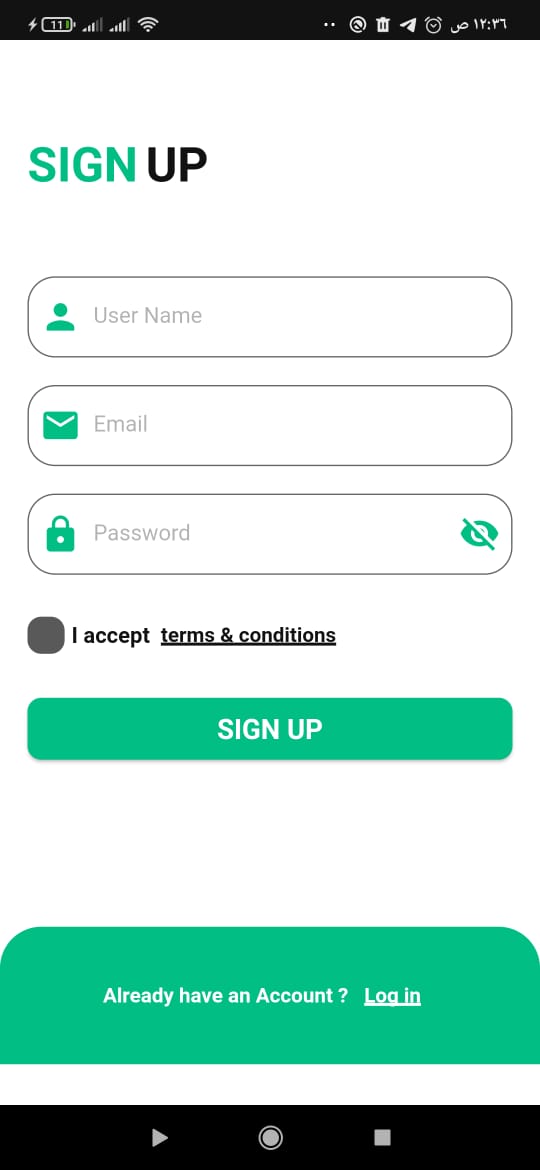 11 ص ١٢:٣٦
SIGN UP
User Name
Email
Password
I accept terms & conditions
SIGN UP
Already have an Account ? Log in